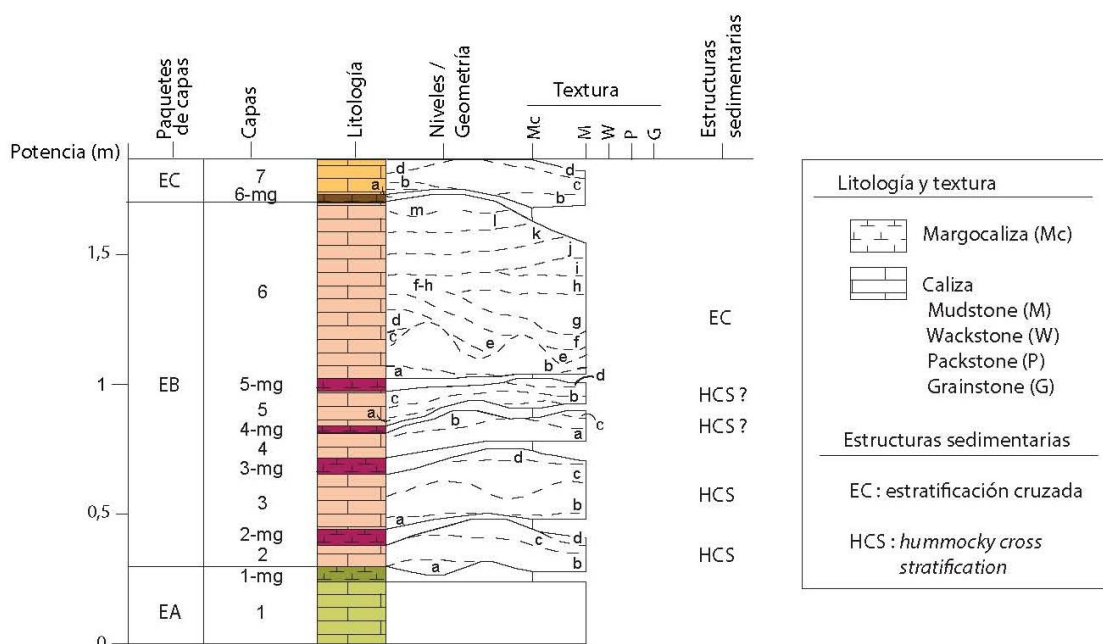 Potencia (m)
Paquetes
de capas
Capas
Litología
Niveles /
Geometría
Textura
Mc
M
W
P
G
Estructuras
sedimentarias
EC
7
6-mg
a
d
b
d
c
b
1,5
6
m
l
k
j
i
f-h
h
d
c
g
f
e
e
b
a
EC
EB
1
5-mg
d
c
b
HCS ?
5
a
4-mg
b
c
a
HCS ?
4
3-mg
d
c
3
b
a
HCS
0,5
2-mg
c
d
2
b
a
HCS
1-mg
EA
1
0
Litología y textura
Margocaliza (Mc)
Caliza
Mudstone (M)
Wackstone (W)
Packstone (P)
Grainstone (G)
Estructuras sedimentarias
EC : estratificación cruzada
HCS : hummocky cross
stratification